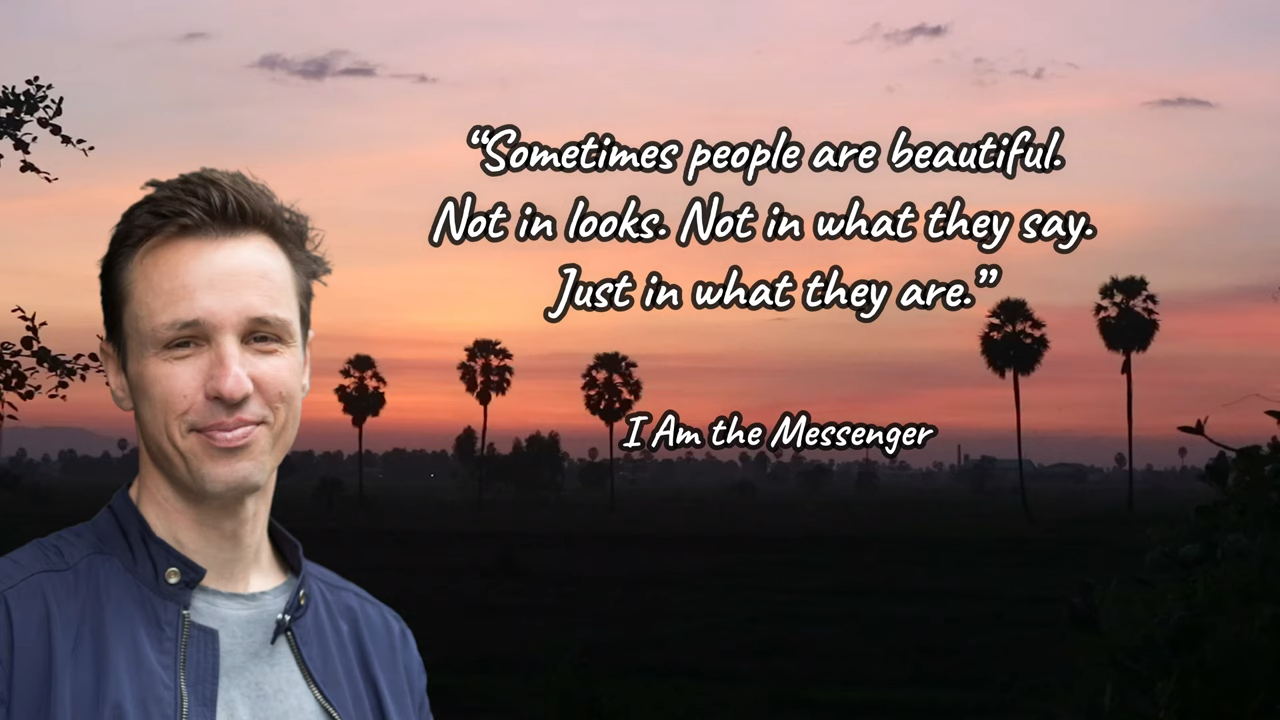 “Sometimes people are beautiful.
Not in looks. Not in what they say.
Just in what they are.”
I Am the Messenger